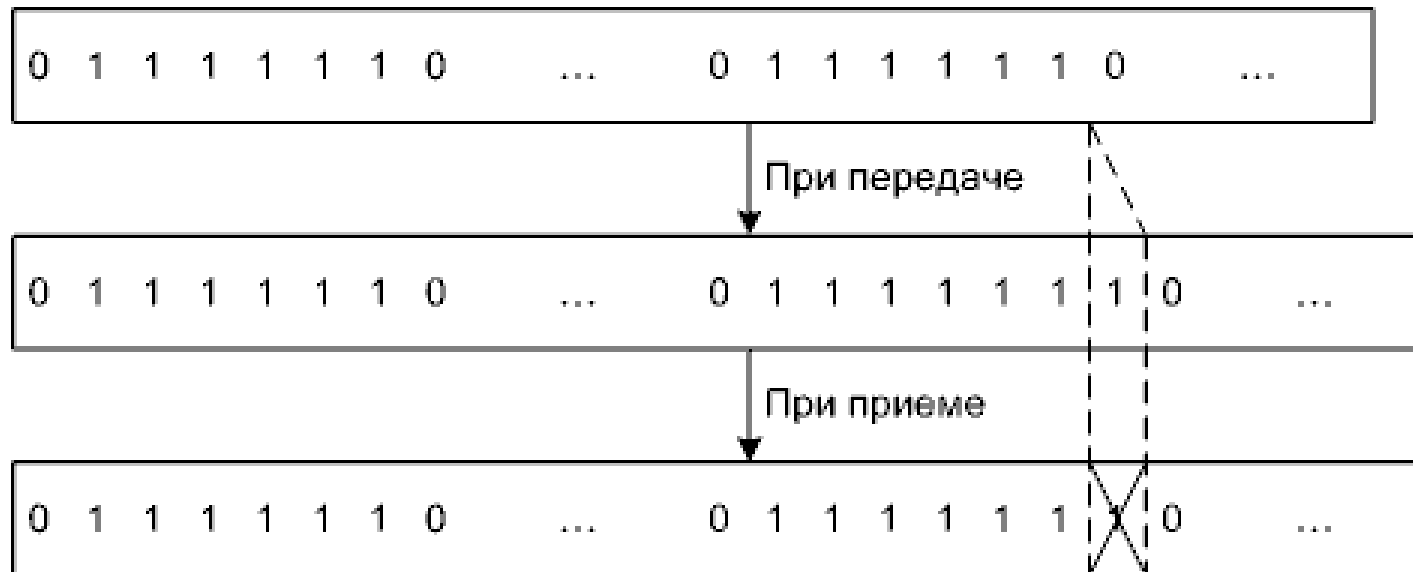 0 1 1 1 1 1 1 0 ... 0 1 1 1 1 1 1 0 ...
При передаче
0 1 1 1 1 1 1 0 ... 0 1 1 1 1 1 1 1 0 ...
При приеме
0 1 1 1 1 1 1 0 ... 0 1 1 1 1 1 1 1 0 ...